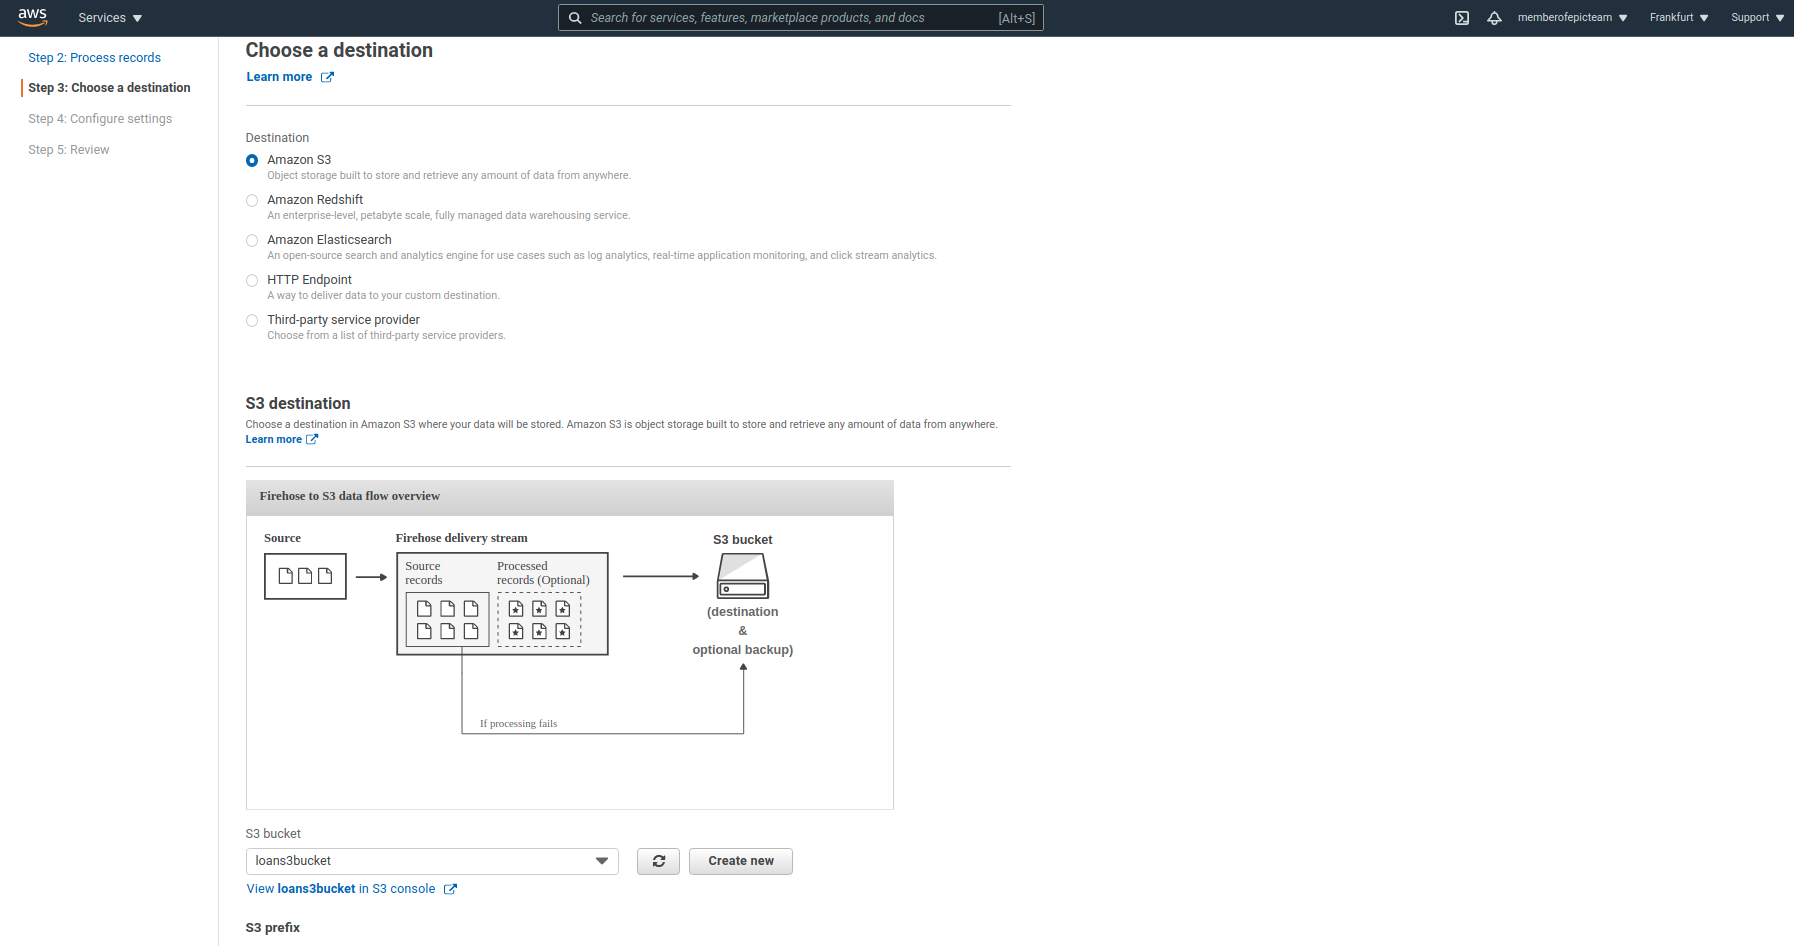 aws
Services
Search for services, features, marketplace products, and docs
[Alt+S]
memberofepicteam
Frankfurt
Support
Step 2: Process records
Step 3: Choose a destination
Step 4: Configure settings
Step 5: Review
Choose a destination
Learn more
Destination
Amazon S3
Object storage built to store and retrieve any amount of data from anywhere.
Amazon Redshift
An enterprise-level, petabyte scale, fully managed data warehousing service.
Amazon Elasticsearch
An open-source search and analytics engine for use cases such as log analytics, real-time application monitoring, and click stream analytics.
HTTP Endpoint
A way to deliver data to your custom destination.
Third-party service provider
Choose from a list of third-party service providers.
S3 destination
Choose a destination in Amazon S3 where your data will be stored. Amazon S3 is object storage built to store and retrieve any amount of data from anywhere.
Learn more
Firehose to S3 data flow overview
Source
Firehose delivery stream
S3 bucket
Source
records
Processed
records (Optional)
(destination
&
optional backup)
If processing fails
S3 bucket
loans3bucket
Create new
View loans3bucket in S3 console
S3 prefix